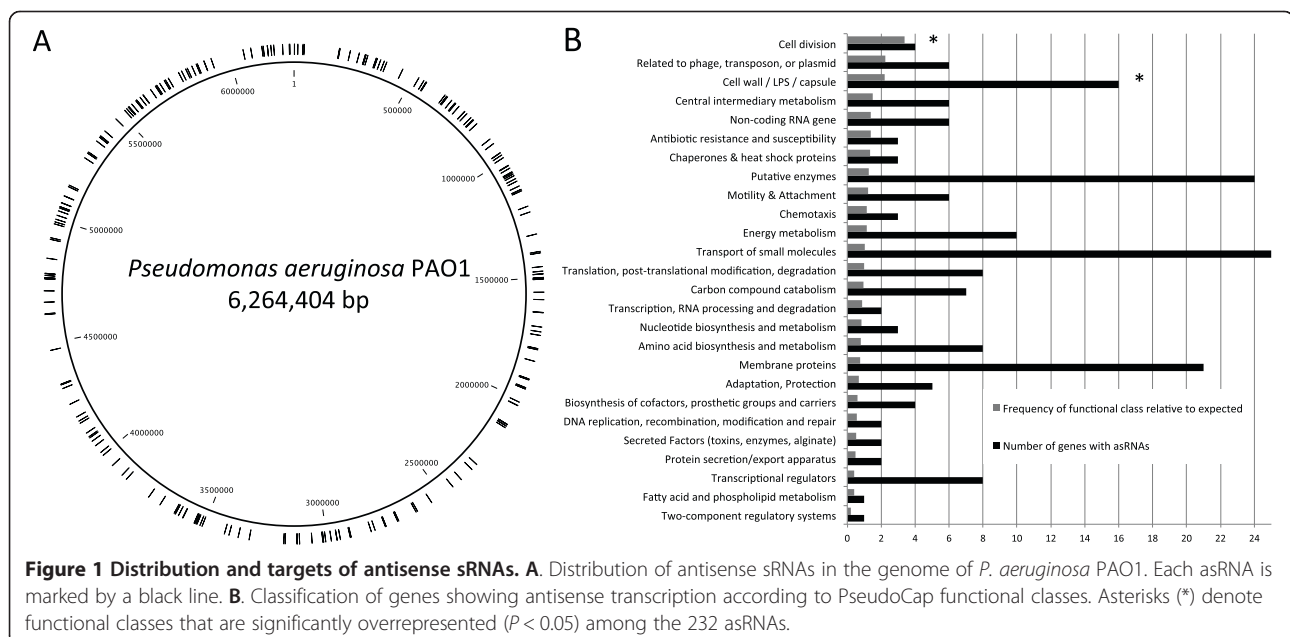 A
1
500000
1000000
1500000
2000000
2500000
3000000
3500000
4000000
4500000
5000000
5500000
6000000
Pseudomonas aeruginosa PAO1
6,264,404 bp
B
Cell division
*
Related to phage, transposon, or plasmid
Cell wall / LPS / capsule
*
Central intermediary metabolism
Non-coding RNA gene
Antibiotic resistance and susceptibility
Chaperones & heat shock proteins
Putative enzymes
Motility & Attachment
Chemotaxis
Energy metabolism
Transport of small molecules
Translation, post-translational modification, degradation
Carbon compound catabolism
Transcription, RNA processing and degradation
Nucleotide biosynthesis and metabolism
Amino acid biosynthesis and metabolism
Membrane proteins
Adaptation, Protection
Biosynthesis of cofactors, prosthetic groups and carriers
DNA replication, recombination, modification and repair
Secreted Factors (toxins, enzymes, alginate)
Protein secretion/export apparatus
Transcriptional regulators
Fatty acid and phospholipid metabolism
Two-component regulatory systems
Frequency of functional class relative to expected
Number of genes with asRNAs
0 2 4 6 8 10 12 14 16 18 20 22 24
Figure 1 Distribution and targets of antisense sRNAs. A. Distribution of antisense sRNAs in the genome of P. aeruginosa PAO1. Each asRNA is
marked by a black line. B. Classification of genes showing antisense transcription according to PseudoCap functional classes. Asterisks (*) denote
functional classes that are significantly overrepresented (P < 0.05) among the 232 asRNAs.